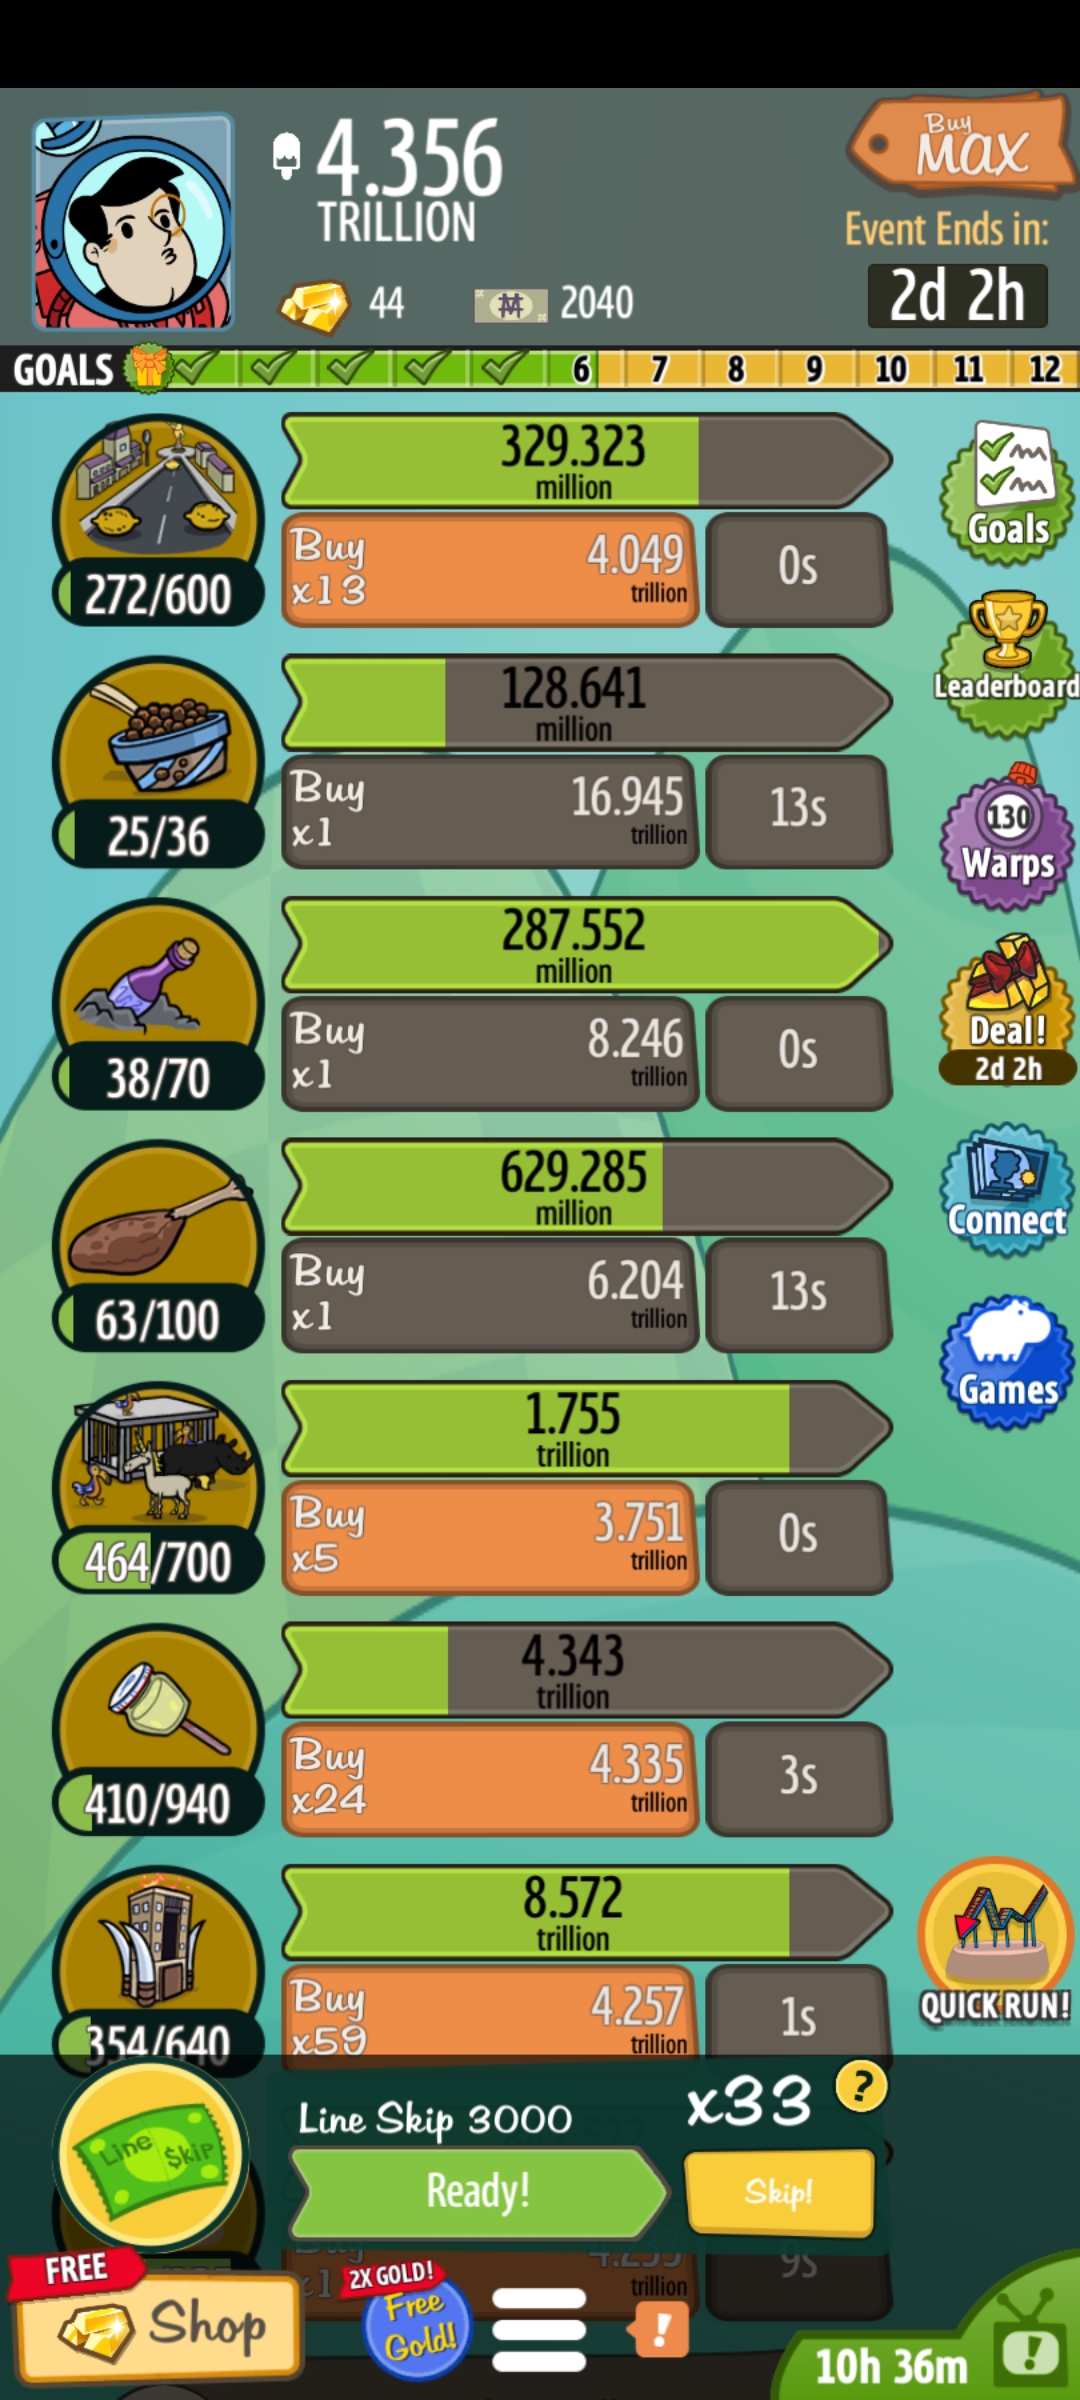 4.356
TRILLION
Buy
MAX
Event Ends in:
2d 2h
44
2040
GOALS
6 7 8 9 10 11 12
329.323
million
Buy
x13
4.049
trillion
0s
272/600
Goals
Leaderboard
128.641
million
Buy
x1
16.945
trillion
13s
25/36
130
Warps
287.552
million
Buy
x1
8.246
trillion
0s
38/70
Deal!
2d 2h
629.285
million
Buy
x1
6.204
trillion
13s
63/100
Connect
Games
1.755
trillion
Buy
x5
3.751
trillion
0s
464/700
4.343
trillion
Buy
x24
4.335
trillion
3s
410/940
8.572
trillion
Buy
x59
4.257
trillion
1s
354/640
QUICK RUN!
Line Skip
Line Skip 3000
x33
?
Ready!
Skip!
trillion
9s
FREE
Shop
2X GOLD!
Free
Gold!
!
10h 36m
!